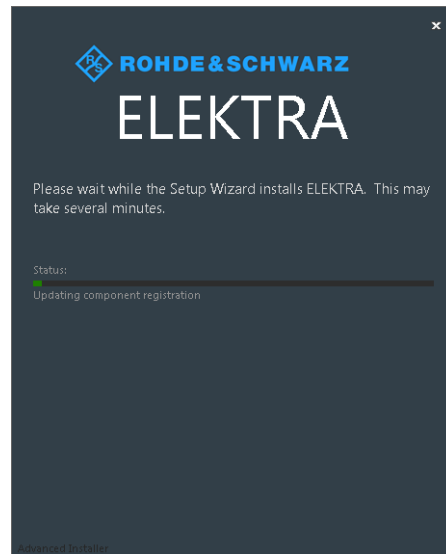 ROHDE & SCHWARZ
ELEKTRA
Please wait while the Setup Wizard installs ELEKTRA. This may
take several minutes.
Status:
Updating component registration
Advanced Installer